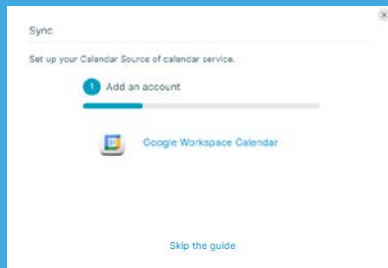 Sync
Set up your Calendar Source of calendar service.
1 Add an account
Google Workspace Calendar
Skip the guide